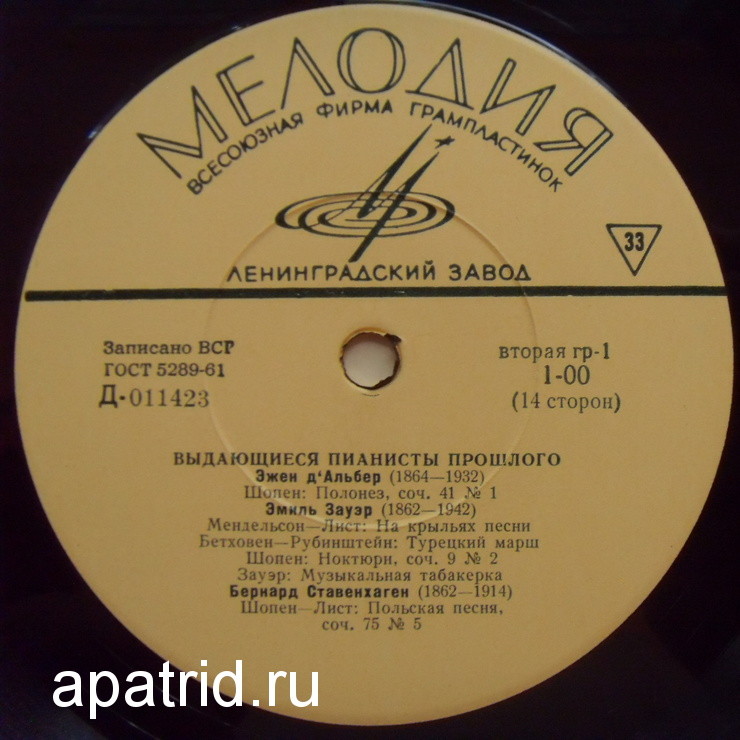 МЕЛОДИЯ
ВСЕСОЮЗНАЯ ФИРМА ГРАМПЛАСТИНОК
33
ЛЕНИНГРАДСКИЙ ЗАВОД
Записано ВСГ
ГОСТ 5289-61
Д-011423
вторая гр-1
1-00
(14 сторон)
ВЫДАЮЩИЕСЯ ПИАНИСТЫ ПРОШЛОГО
Эжен д'Альбер (1864—1932)
Шопен: Полонез, соч. 41 № 1
Эмиль Зауэр (1862—1942)
Мендельсон—Лист: На крыльях песни
Бетховен—Рубинштейн: Турецкий марш
Шопен: Ноктюрн, соч. 9 № 2
Зауэр: Музыкальная табакерка
Бернард Ставенхаген (1862—1914)
Шопен—Лист: Польская песня,
соч. 75 № 5
apatrid.ru